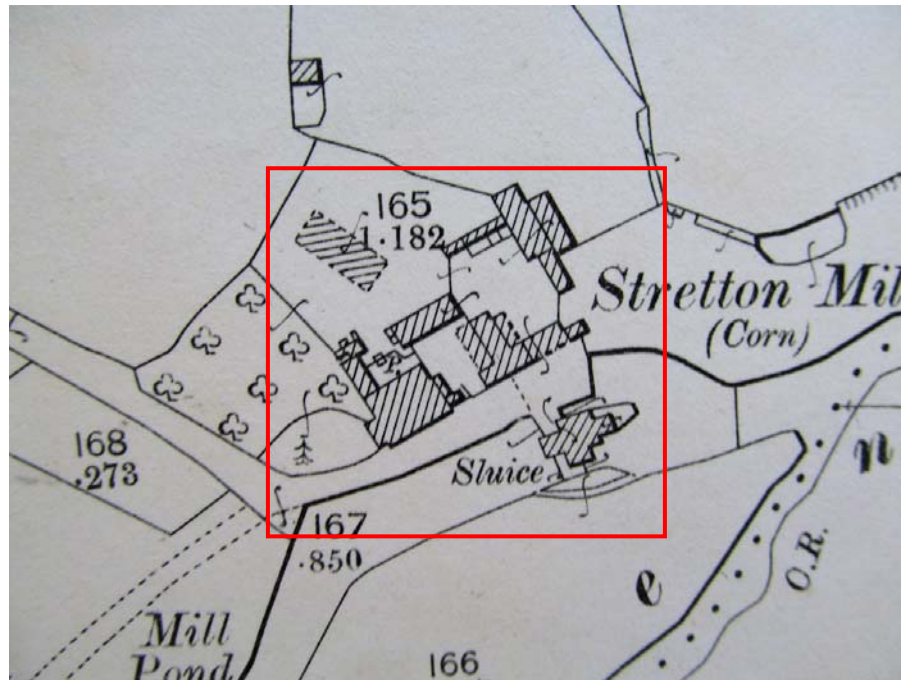 165
1·182
Stretton Mil
(Corn)
168
.273
Sluice
n
167
.850
e
O.R.
Mill
Pond
166